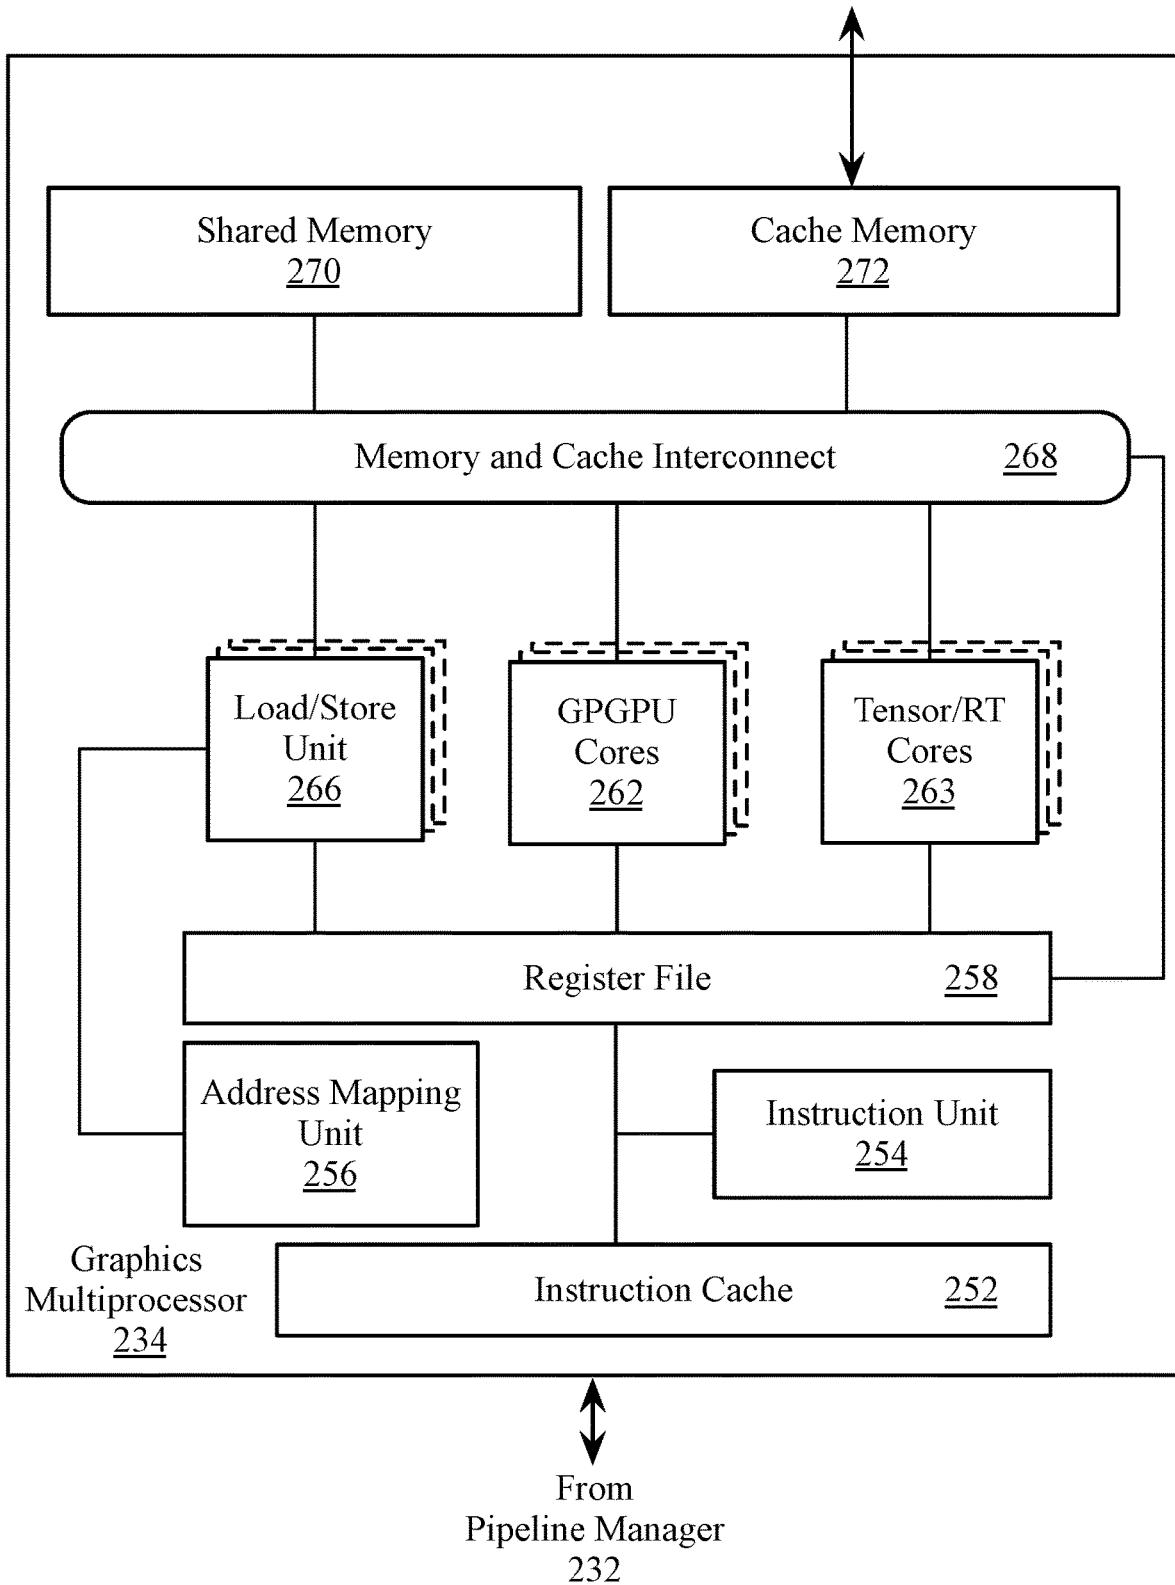 Shared Memory
270
Cache Memory
272
Memory and Cache Interconnect 268
Load/Store
Unit
266
GPGPU
Cores
262
Tensor/RT
Cores
263
Register File 258
Address Mapping
Unit
256
Instruction Unit
254
Graphics
Multiprocessor
234
Instruction Cache 252
From
Pipeline Manager
232